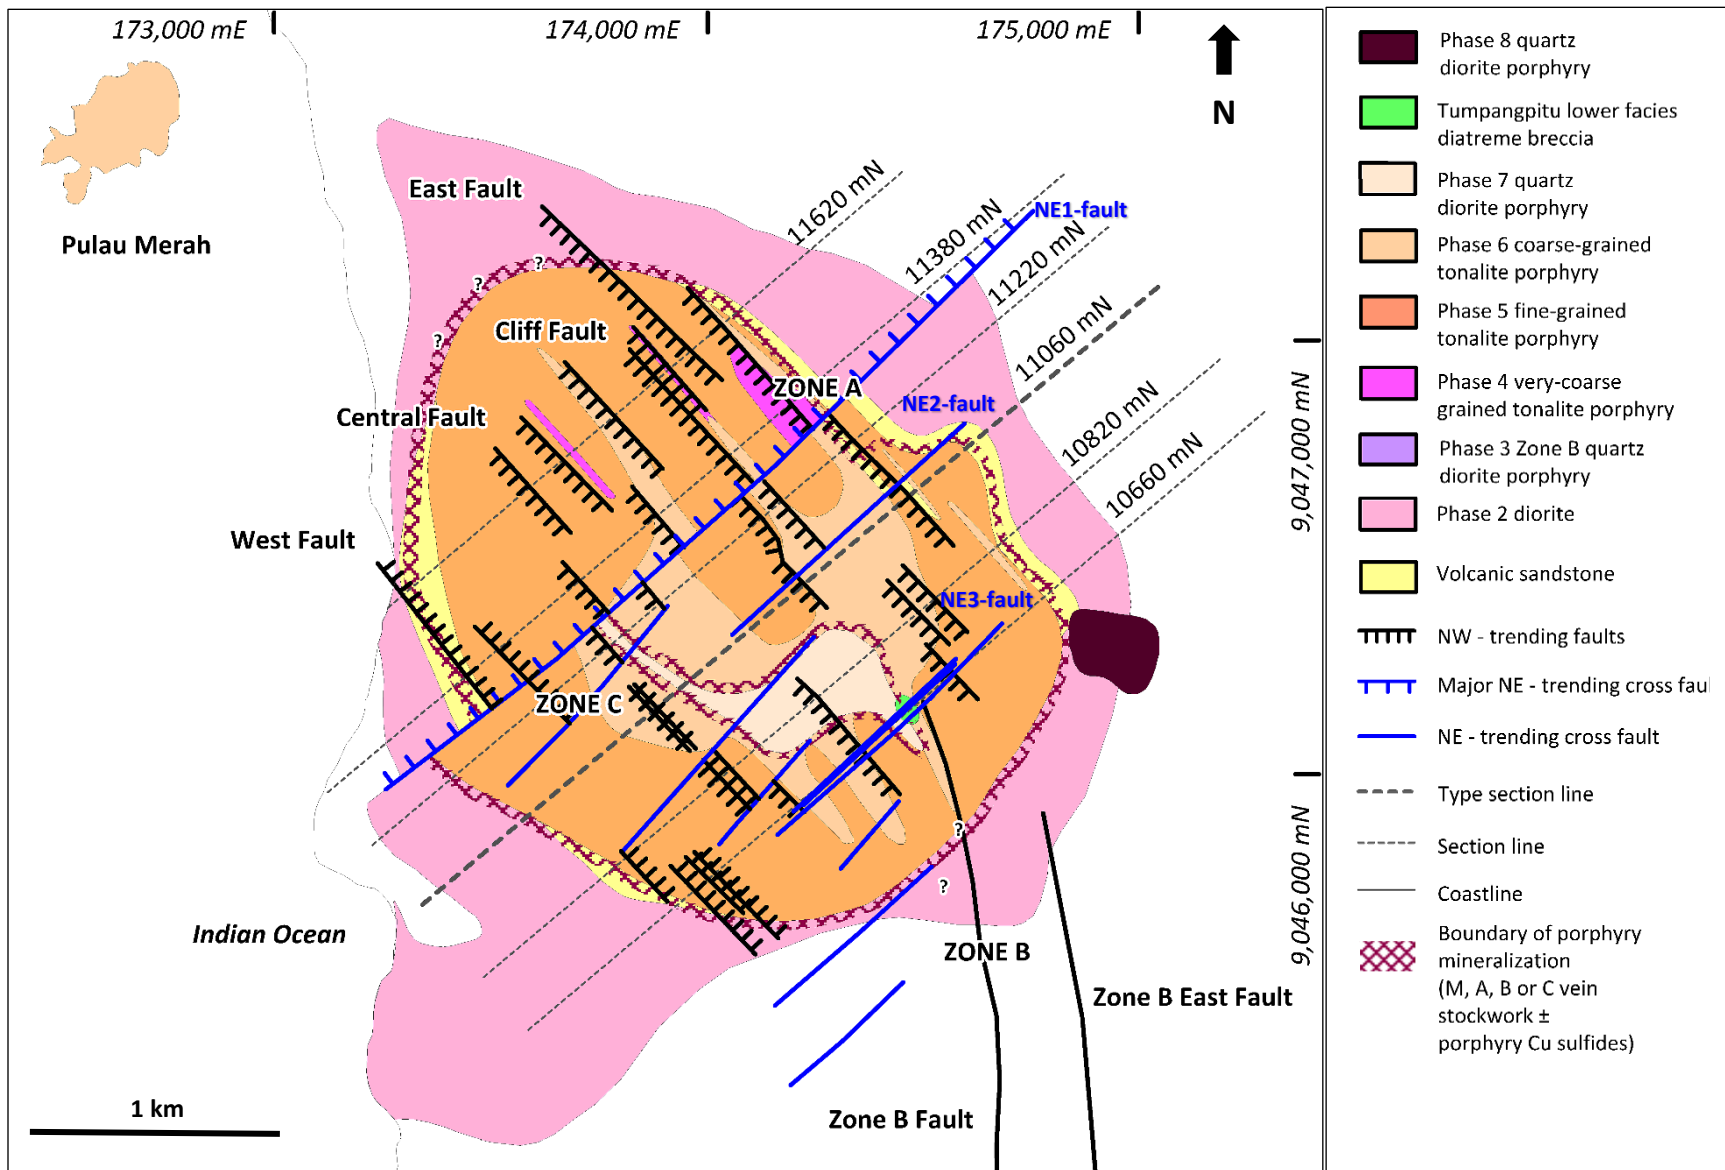 173,000 mE
174,000 mE
175,000 mE
N
Pulau Merah
East Fault
11620 mN
11380 mN
NE1-fault
11220 mN
?
?
?
Cliff Fault
11060 mN
ZONE A
NE2-fault
Central Fault
10820 mN
10660 mN
9,047,000 mN
West Fault
NE3-fault
ZONE C
?
?
9,046,000 mN
Indian Ocean
ZONE B
Zone B East Fault
Zone B Fault
1 km
Phase 8 quartz
diorite porphyry
Tumpangpitu lower facies
diatreme breccia
Phase 7 quartz
diorite porphyry
Phase 6 coarse-grained
tonalite porphyry
Phase 5 fine-grained
tonalite porphyry
Phase 4 very-coarse
grained tonalite porphyry
Phase 3 Zone B quartz
diorite porphyry
Phase 2 diorite
Volcanic sandstone
NW - trending faults
Major NE - trending cross faul
NE - trending cross fault
Type section line
Section line
Coastline
Boundary of porphyry
mineralization
(M, A, B or C vein
stockwork ±
porphyry Cu sulfides)